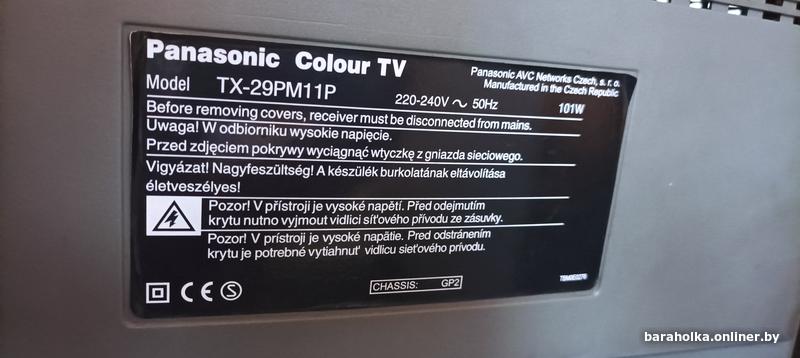 Panasonic Colour TV
Panasonic AVC Networks Czech, s. r. o.
Manufactured in the Czech Republic
Model TX-29PM11P
220-240V ~ 50Hz 101W
Before removing covers, receiver must be disconnected from mains.
Uwaga! W odbiorniku wysokie napięcie.
Przed zdjęciem pokrywy wyciągnąć wtyczkę z gniazda sieciowego.
Vigyázat! Nagyfeszültség! A készülék burkolatának eltávolítása
életveszélyes!
Pozor! V přístroji je vysoké napětí. Před odejmutím
krytu nutno vyjmout vidlici síťového přívodu ze zásuvky.
Pozor! V prístroji je vysoké napätie. Pred odstránením
krytu je potrebné vytiahnuť vidlicu sieťového prívodu.
CE S
CHASSIS: GP2
baraholka.onliner.by